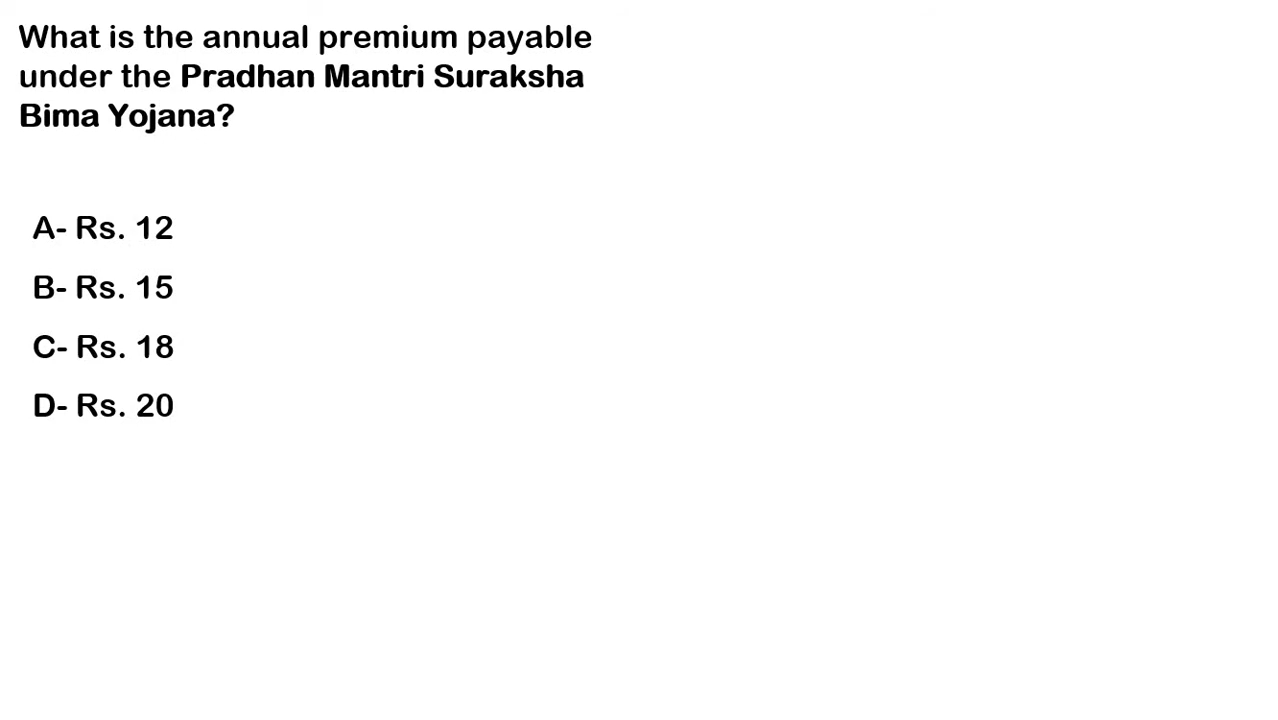 What is the annual premium payable
under the Pradhan Mantri Suraksha
Bima Yojana?
A- Rs. 12
B- Rs. 15
C- Rs. 18
D- Rs. 20